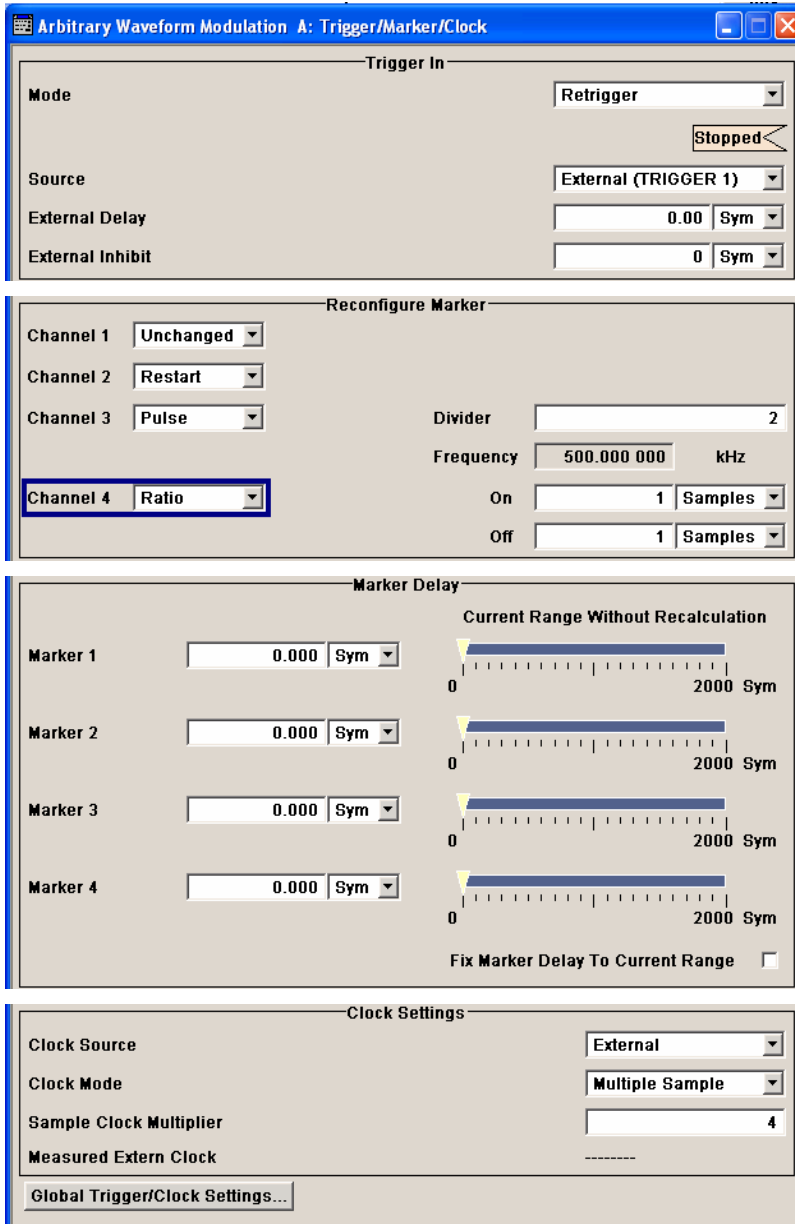 Arbitrary Waveform Modulation A: Trigger/Marker/Clock
Trigger In
Mode Retrigger
Stopped
Source External (TRIGGER 1)
External Delay 0.00 Sym
External Inhibit 0 Sym
Reconfigure Marker
Channel 1 Unchanged
Channel 2 Restart
Channel 3 Pulse Divider 2
Frequency 500.000 000 kHz
Channel 4 Ratio On 1 Samples
Off 1 Samples
Marker Delay
Current Range Without Recalculation
Marker 1 0.000 Sym
0 2000 Sym
Marker 2 0.000 Sym
0 2000 Sym
Marker 3 0.000 Sym
0 2000 Sym
Marker 4 0.000 Sym
0 2000 Sym
Fix Marker Delay To Current Range
Clock Settings
Clock Source External
Clock Mode Multiple Sample
Sample Clock Multiplier 4
Measured Extern Clock --------
Global Trigger/Clock Settings...